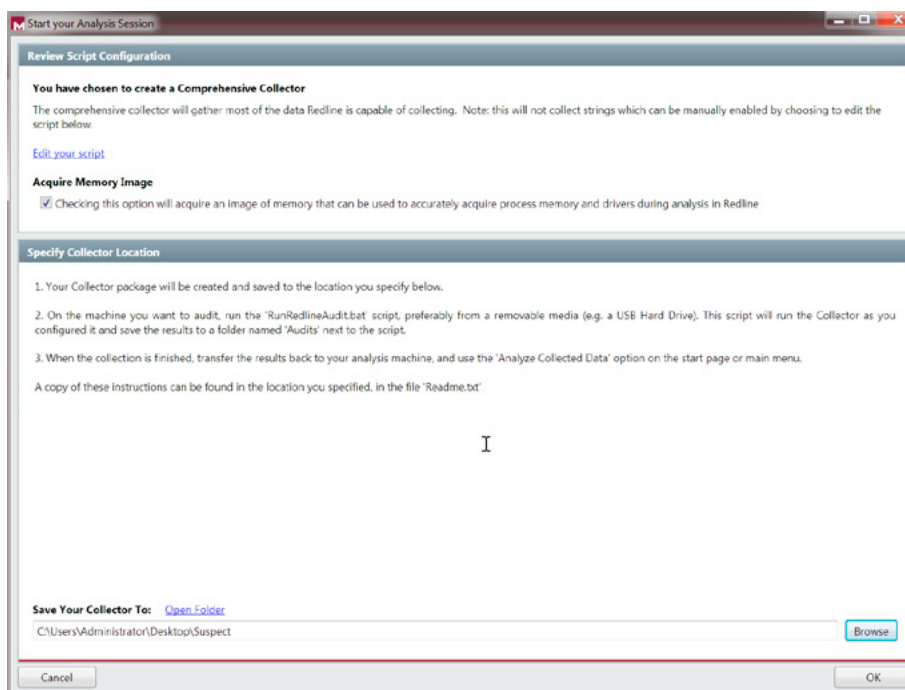 Start your Analysis Session
Review Script Configuration
You have chosen to create a Comprehensive Collector
The comprehensive collector will gather most of the data Redline is capable of collecting. Note: this will not collect strings which can be manually enabled by choosing to edit the
script below.
Edit your script
Acquire Memory Image
Checking this option will acquire an image of memory that can be used to accurately acquire process memory and drivers during analysis in Redline
Specify Collector Location
1. Your Collector package will be created and saved to the location you specify below.
2. On the machine you want to audit, run the 'RunRedlineAudit.bat' script, preferably from a removable media (e.g. a USB Hard Drive). This script will run the Collector as you
configured it and save the results to a folder named 'Audits' next to the script.
3. When the collection is finished, transfer the results back to your analysis machine, and use the 'Analyze Collected Data' option on the start page or main menu.
A copy of these instructions can be found in the location you specified, in the file 'Readme.txt'
Save Your Collector To: Open Folder
C:\Users\Administrator\Desktop\Suspect
Browse
Cancel
OK